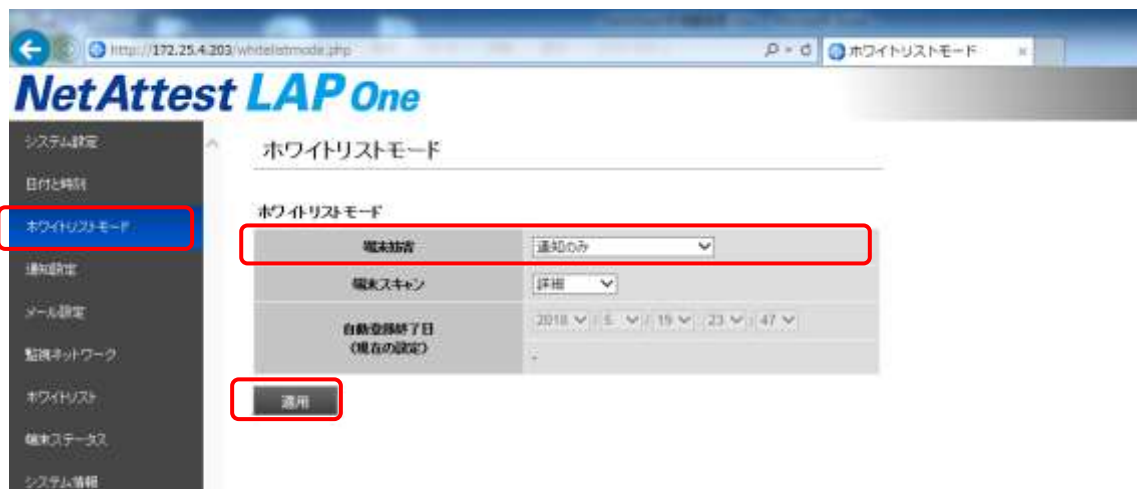 http://172.25.4.203/whitelistmode.php
ホワイトリストモード
NetAttest LAP One
システム設定
日付と時刻
ホワイトリストモード
通知設定
メール設定
監視ネットワーク
ホワイトリスト
端末ステータス
システム情報
ホワイトリストモード
ホワイトリストモード
端末妨害 通知のみ
端末スキャン 詳細
自動登録終了日
(現在の設定)
2018 / 6 / 19 23 : 47
-
適用